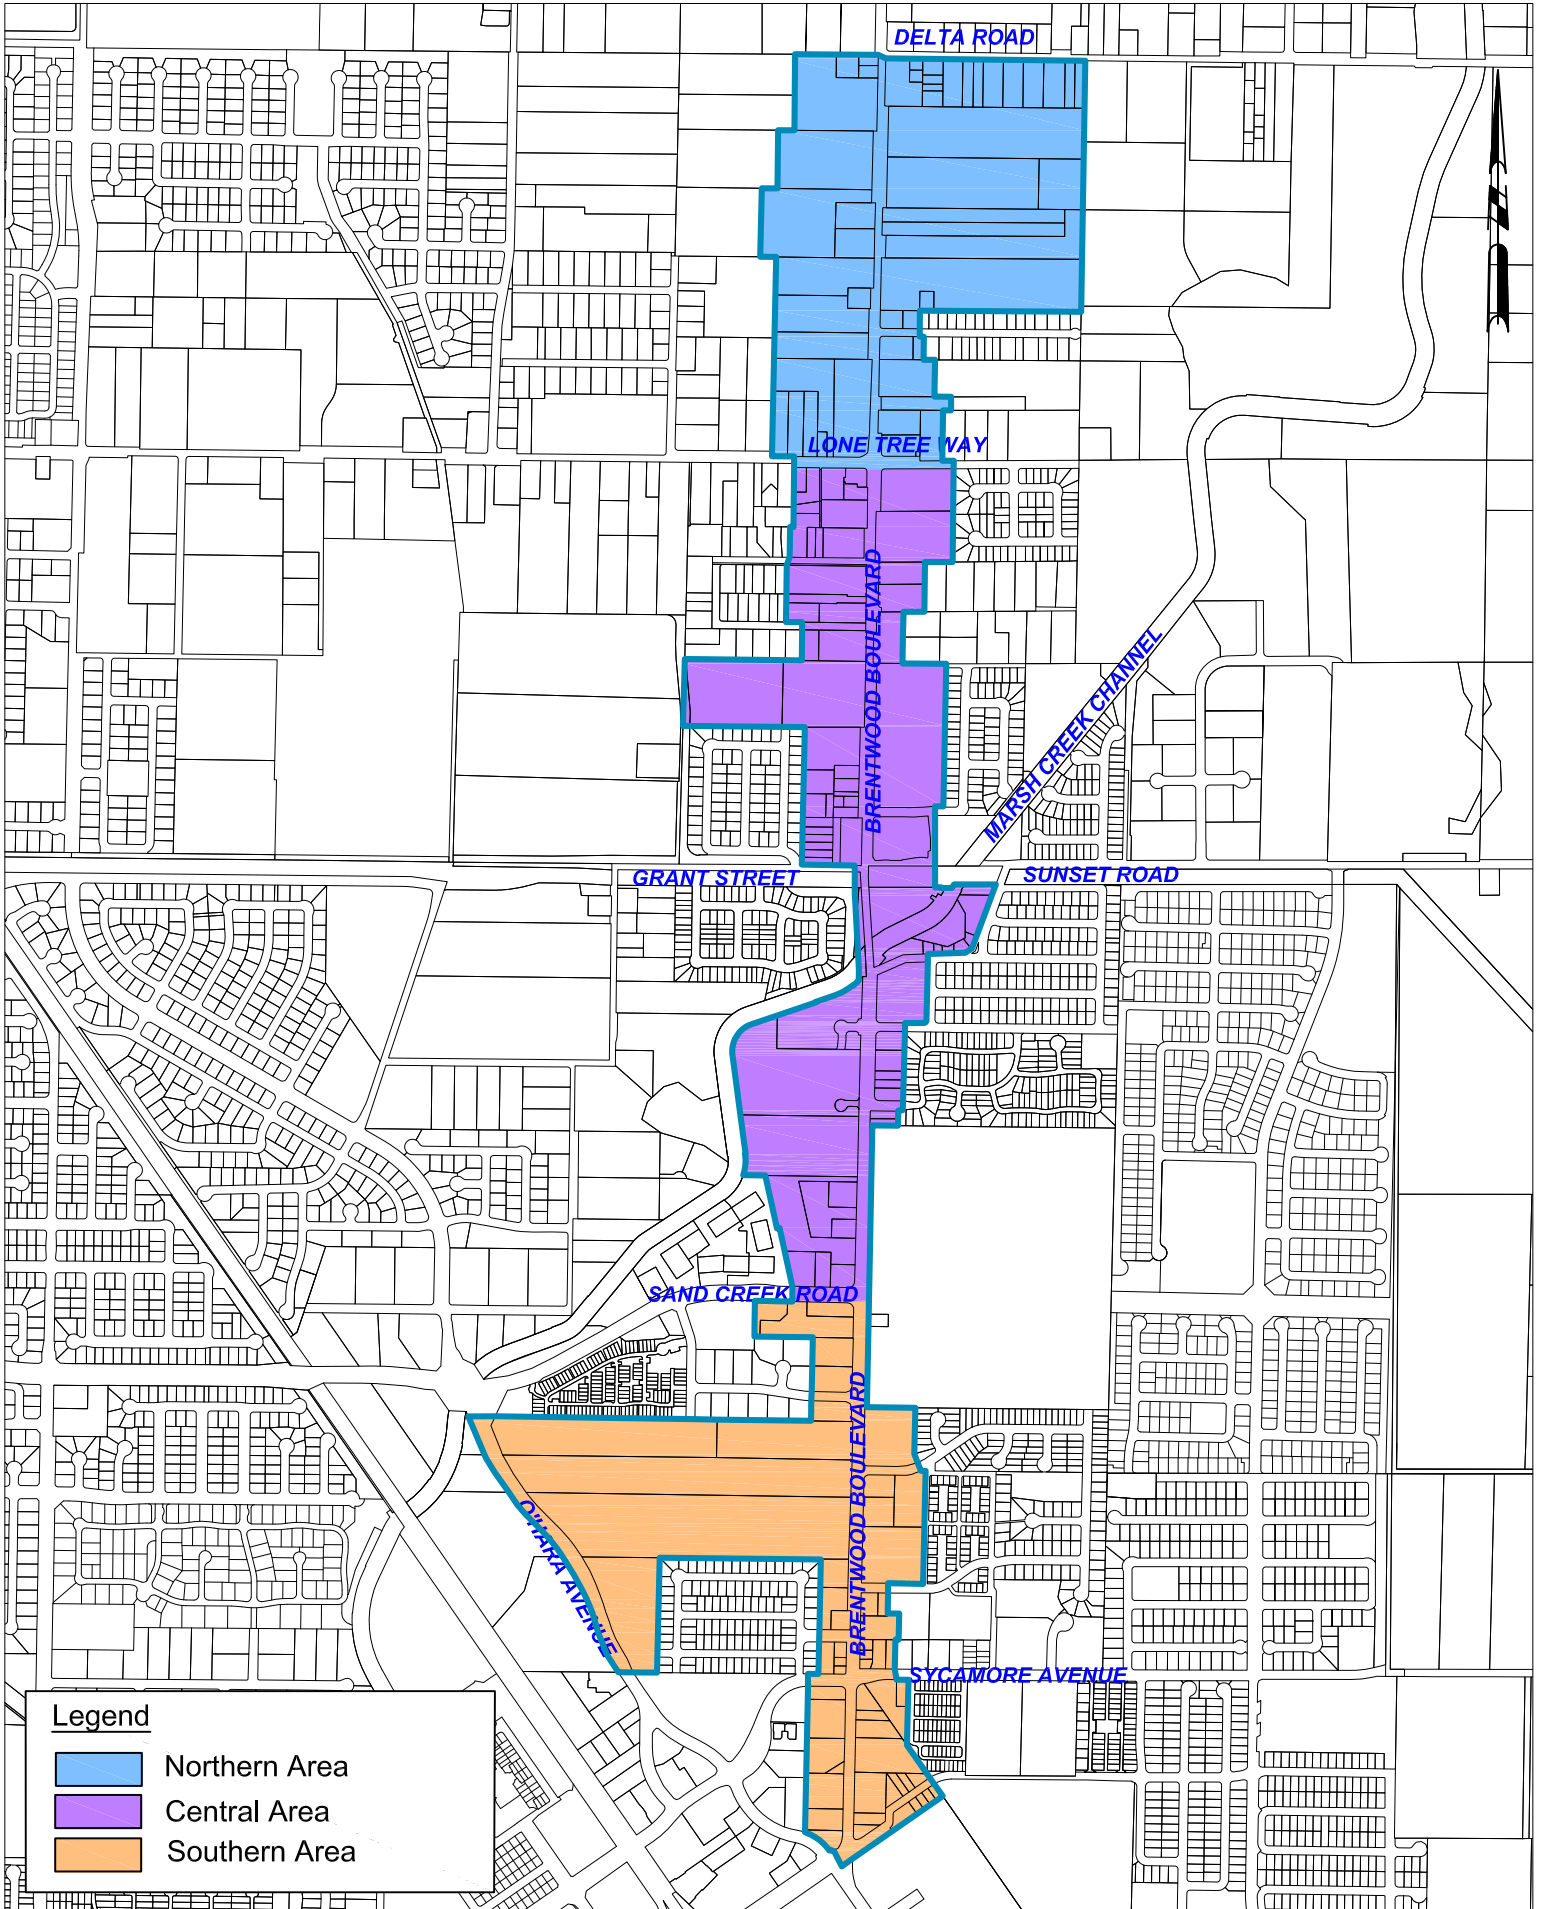 DELTA ROAD
LONE TREE WAY
BRENTWOOD BOULEVARD
MARSH CREEK CHANNEL
GRANT STREET
SUNSET ROAD
SAND CREEK ROAD
BRENTWOOD BOULEVARD
O'HARA AVENUE
SYCAMORE AVENUE
Legend
Northern Area
Central Area
Southern Area